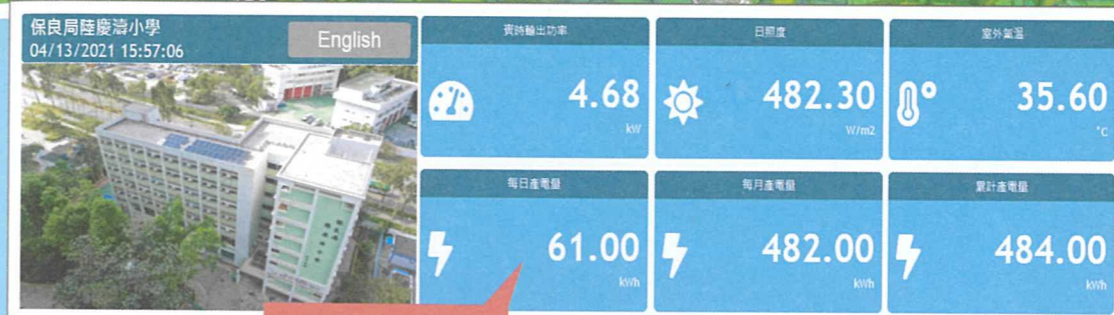 保良局陸慶濤小學
04/13/2021 15:57:06
English
實時輸出功率
4.68
kW
日照度
482.30
W/m2
室外氣溫
35.60
°C
每日產電量
61.00
kWh
每月產電量
482.00
kWh
累計產電量
484.00
kWh